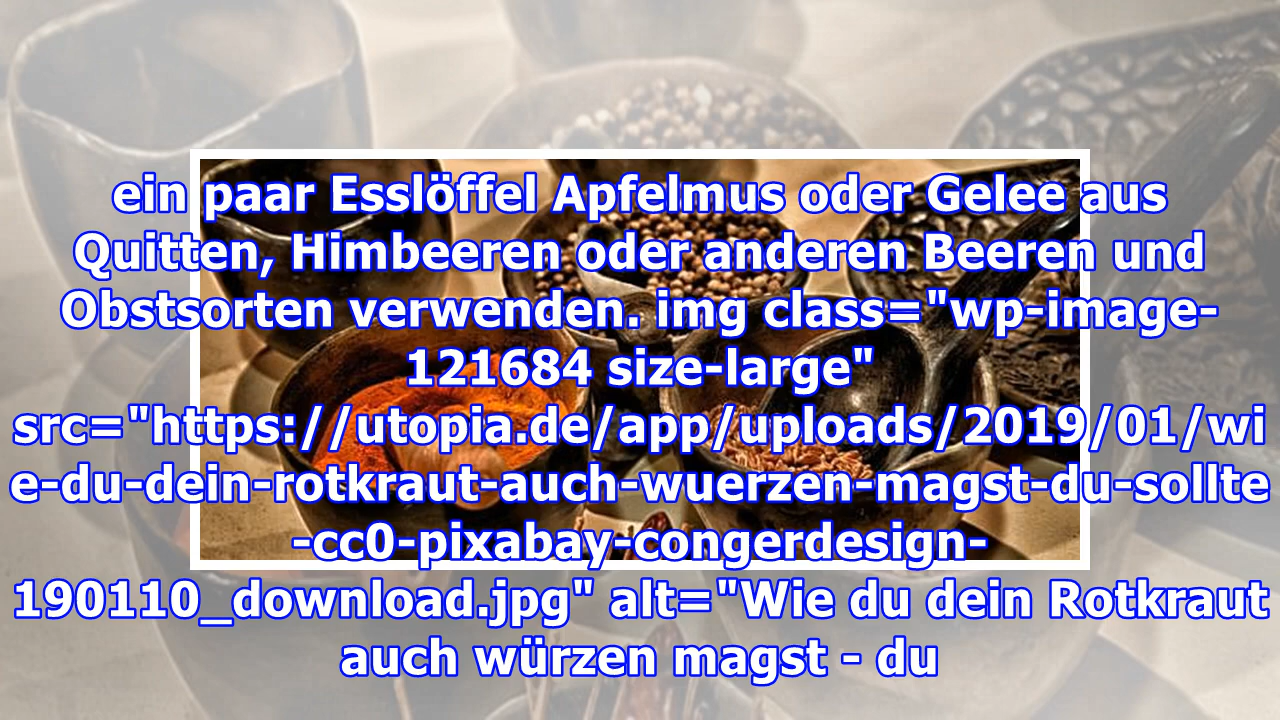 ein paar Esslöffel Apfelmus oder Gelee aus
Quitten, Himbeeren oder anderen Beeren und
Obstsorten verwenden. img class="wp-image-
121684 size-large"
src="https://utopia.de/app/uploads/2019/01/wi
e-du-dein-rotkraut-auch-wuerzen-magst-du-sollte
-cc0-pixabay-congerdesign-
190110_download.jpg" alt="Wie du dein Rotkraut
auch würzen magst - du